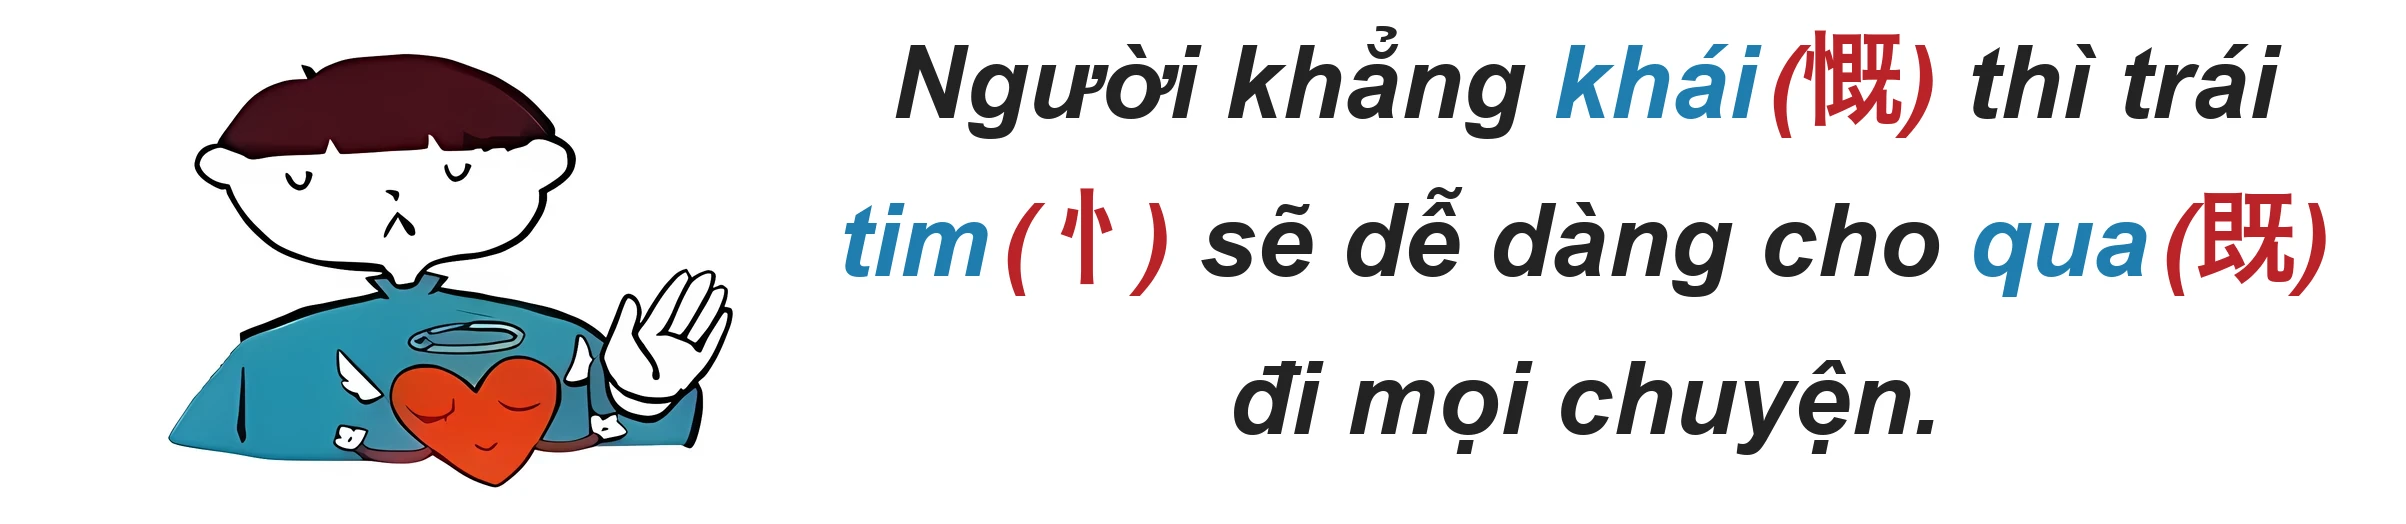 Người khẳng khái(慨) thì trái
tim(忄) sẽ dễ dàng cho qua(既)
đi mọi chuyện.